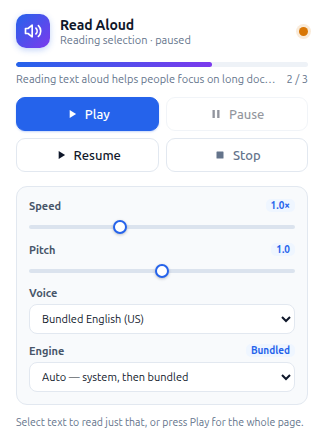 Read Aloud
Reading selection · paused
Reading text aloud helps people focus on long doc… 2 / 3
Play
Pause
Resume
Stop
Speed 1.0×
Pitch 1.0
Voice
Bundled English (US)
Engine Bundled
Auto — system, then bundled
Select text to read just that, or press Play for the whole page.